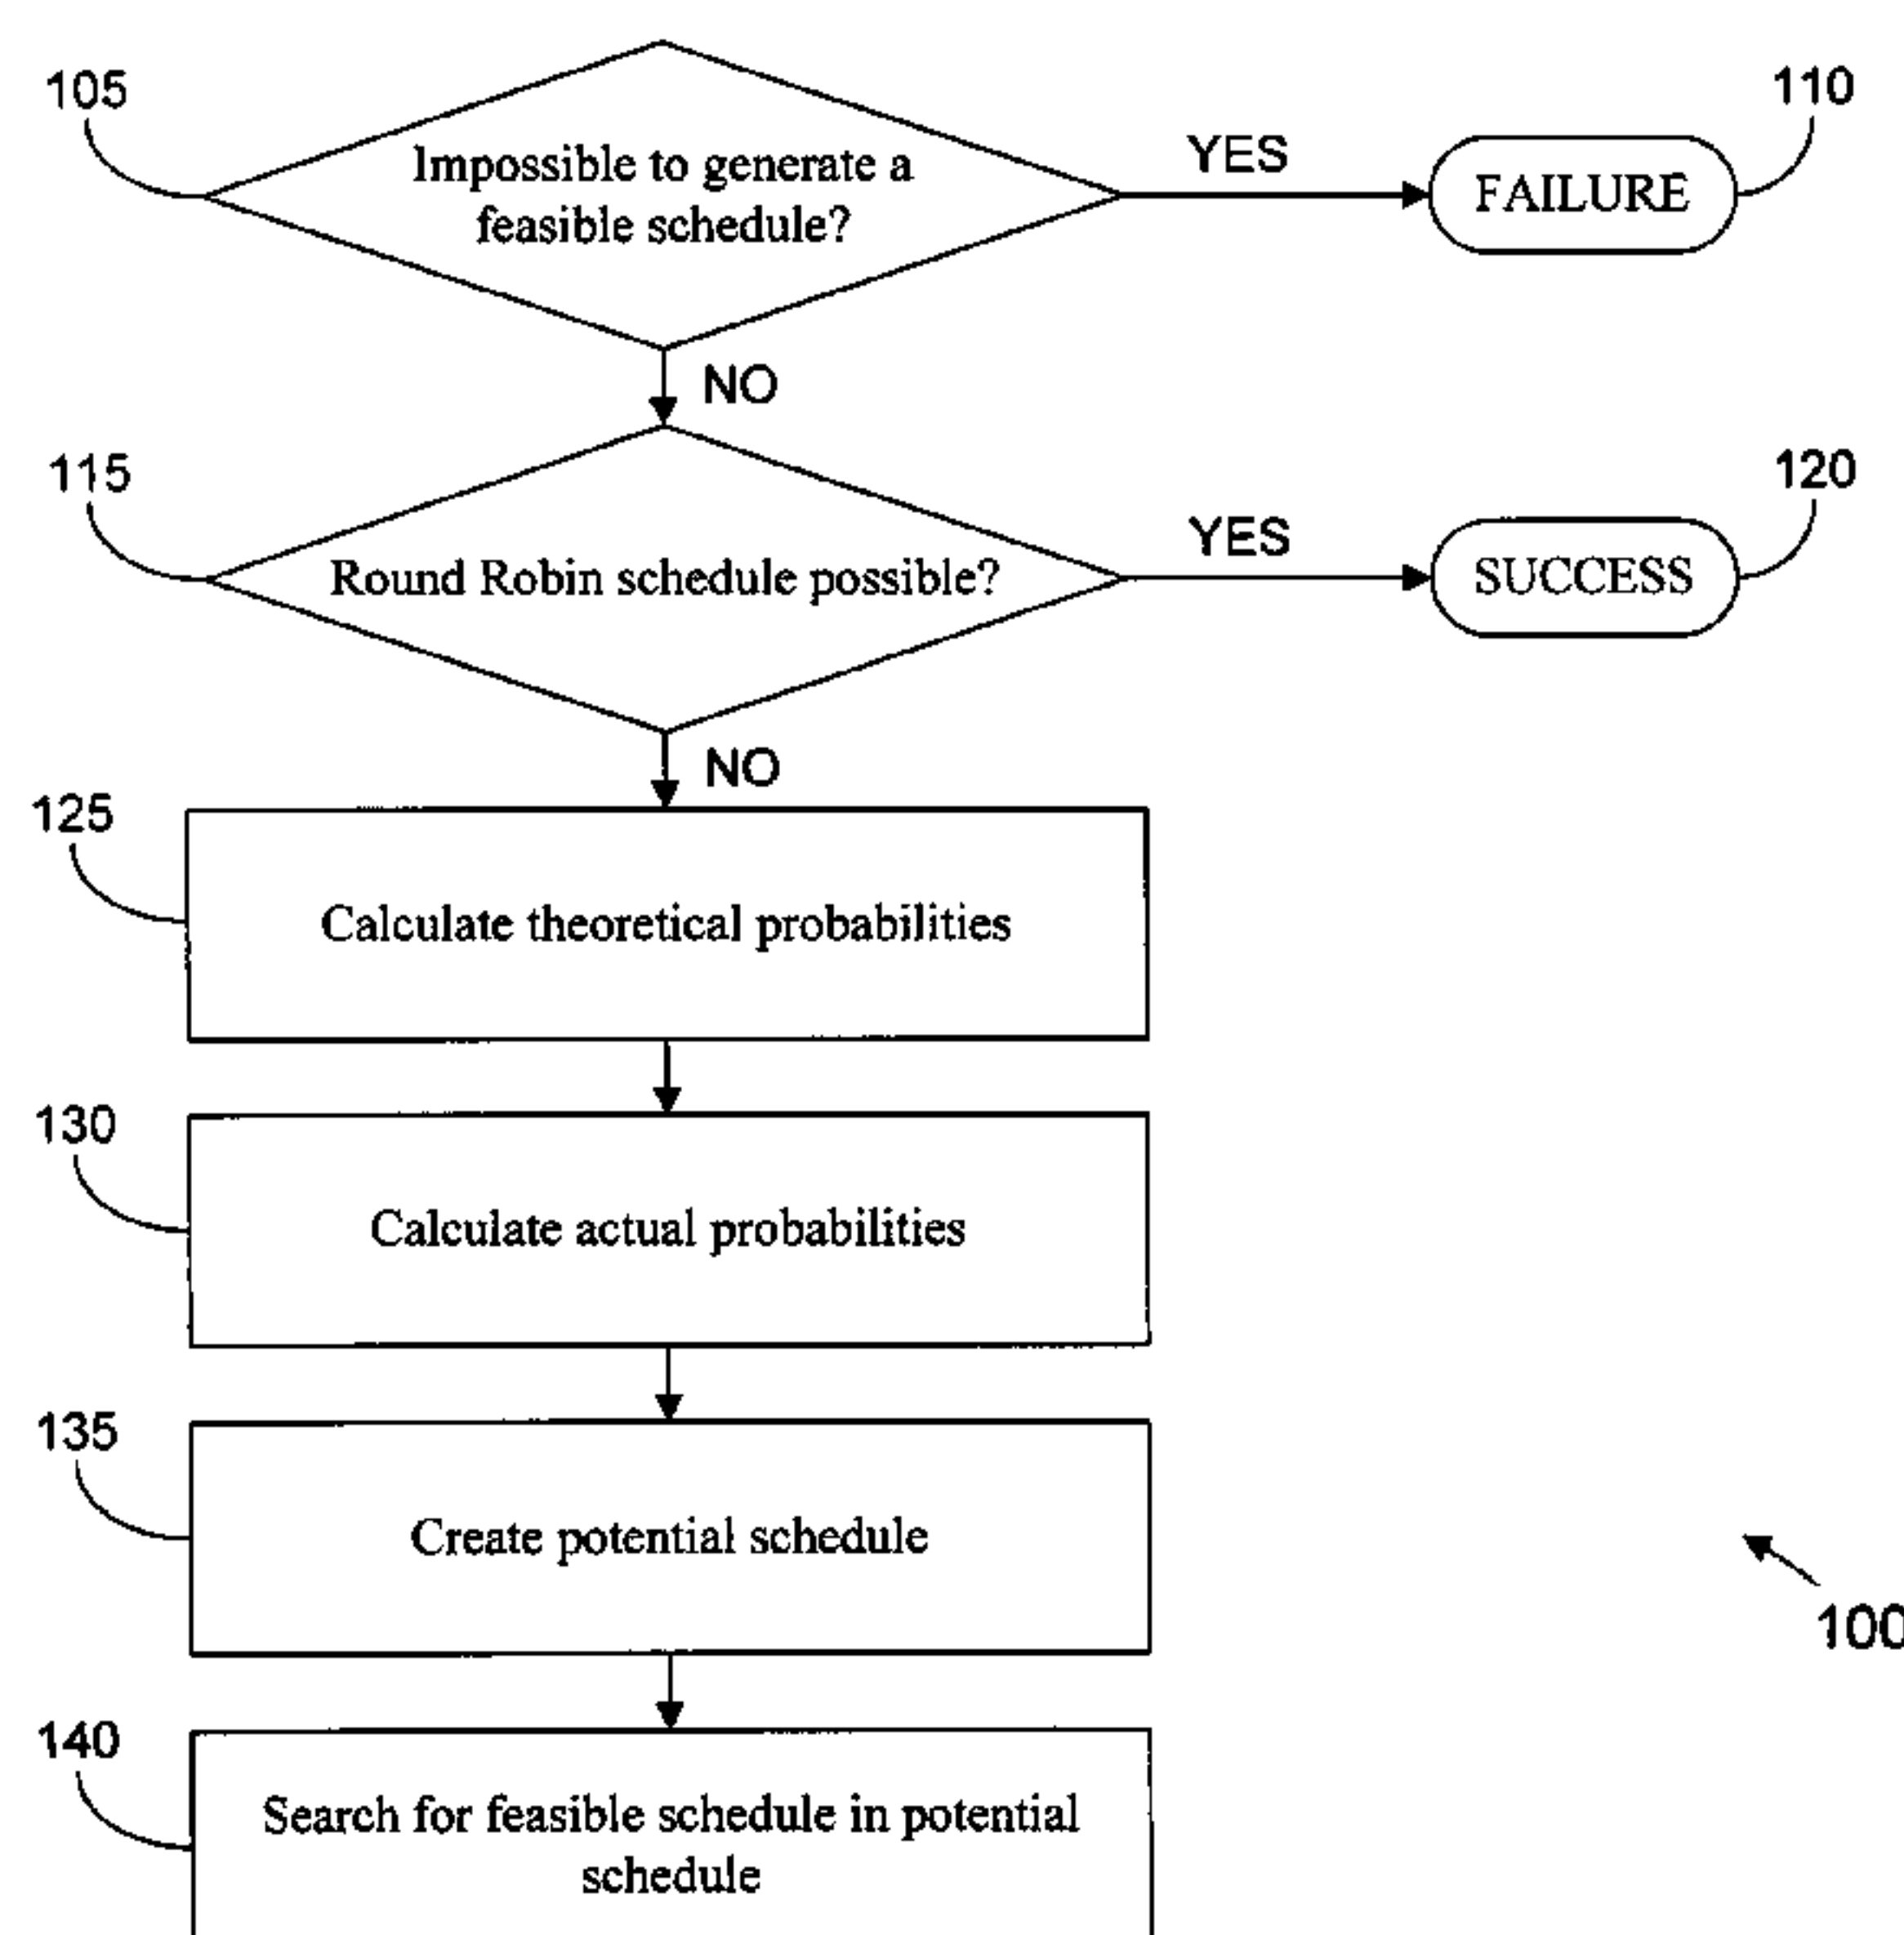 105
Impossible to generate a
feasible schedule?
YES
110
FAILURE
NO
115
Round Robin schedule possible?
YES
120
SUCCESS
NO
125
Calculate theoretical probabilities
130
Calculate actual probabilities
135
Create potential schedule
100
140
Search for feasible schedule in potential
schedule